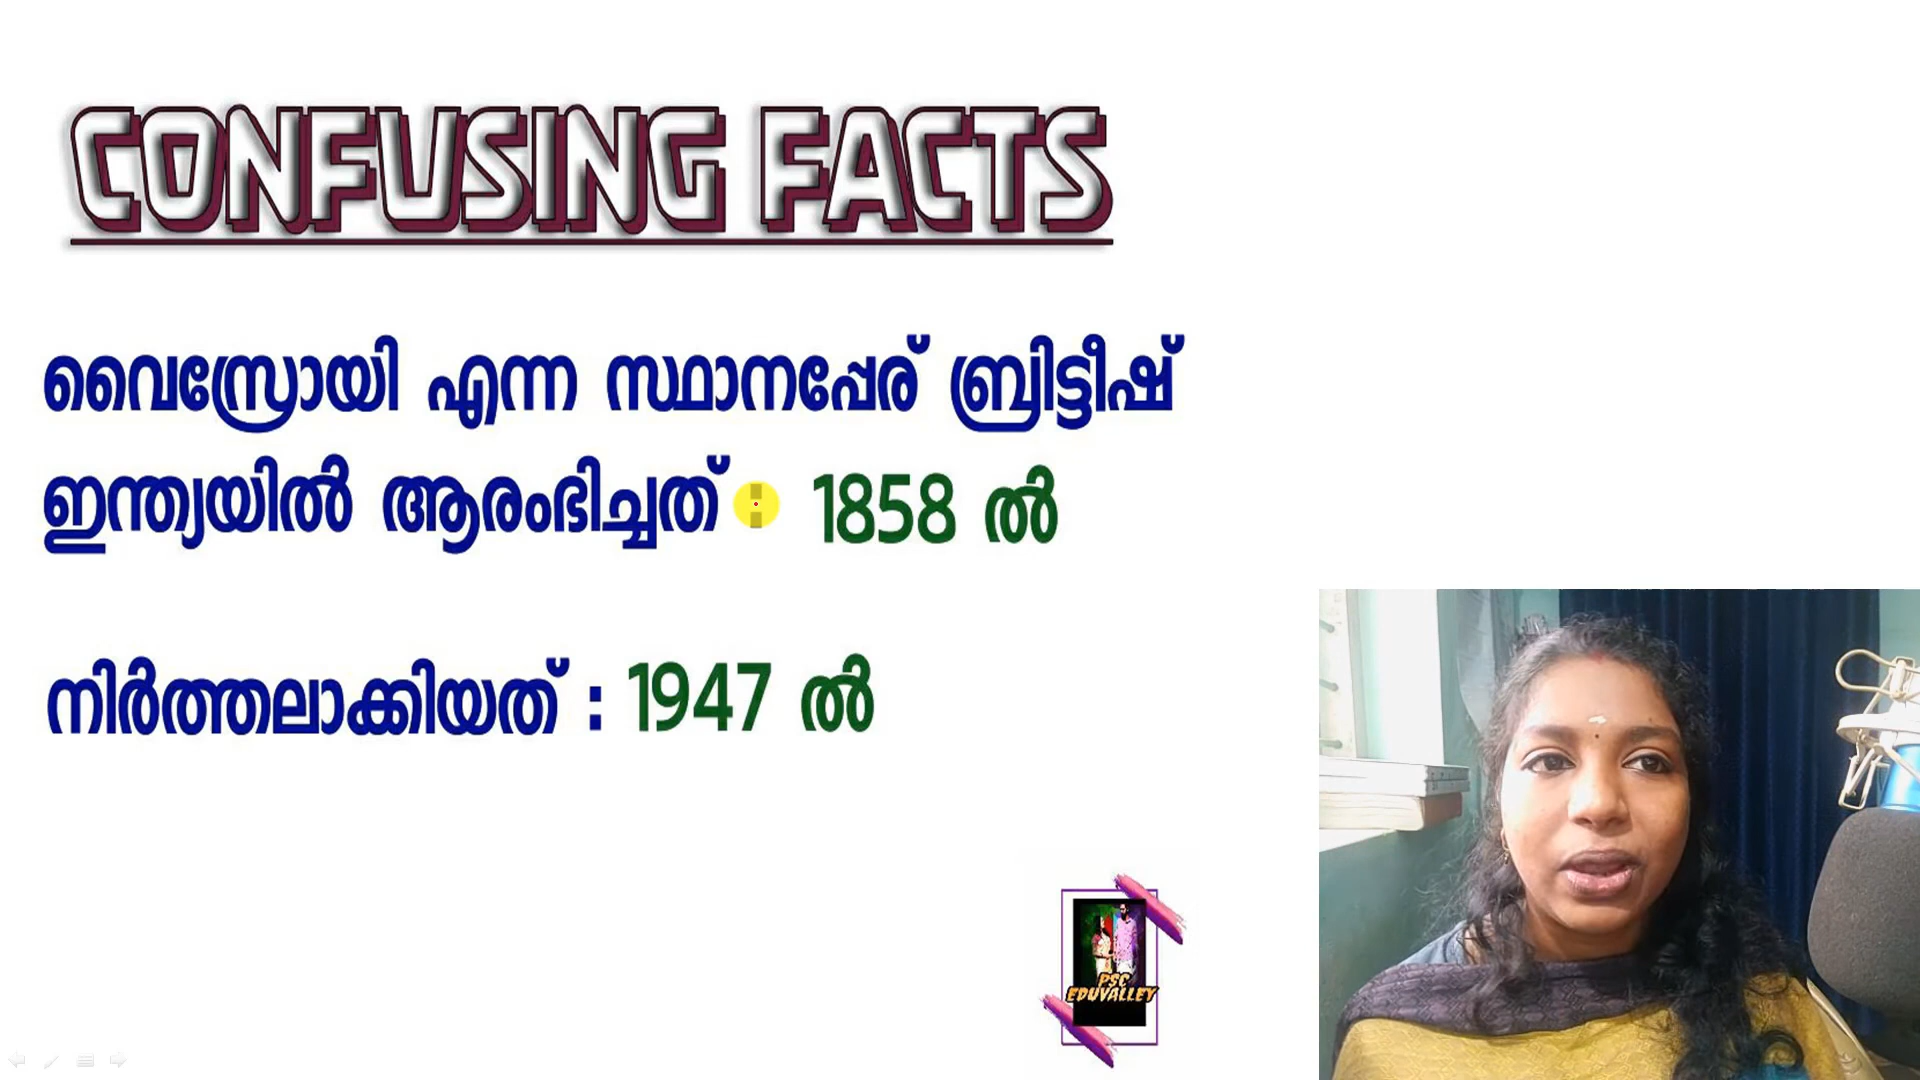 CONFUSING FACTS
വൈസ്രോയി എന്ന സ്ഥാനപ്പേര് ബ്രിട്ടീഷ്
ഇന്ത്യയിൽ ആരംഭിച്ചത് : 1858 ൽ
നിർത്തലാക്കിയത് : 1947 ൽ
PSC
EDUVALLEY